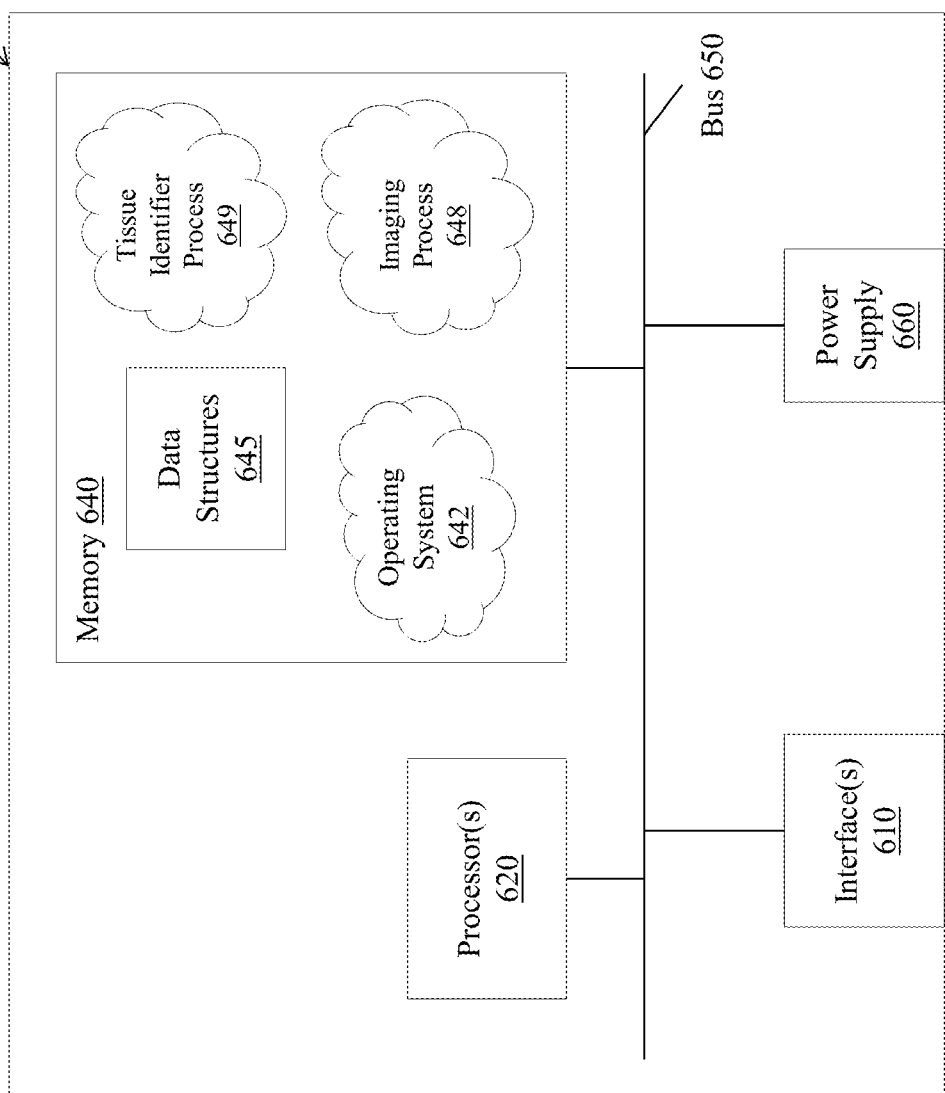 Memory 640
Data
Structures
645
Tissue
Identifier
Process
649
Operating
System
642
Imaging
Process
648
Processor(s)
620
Bus 650
Interface(s)
610
Power
Supply
660